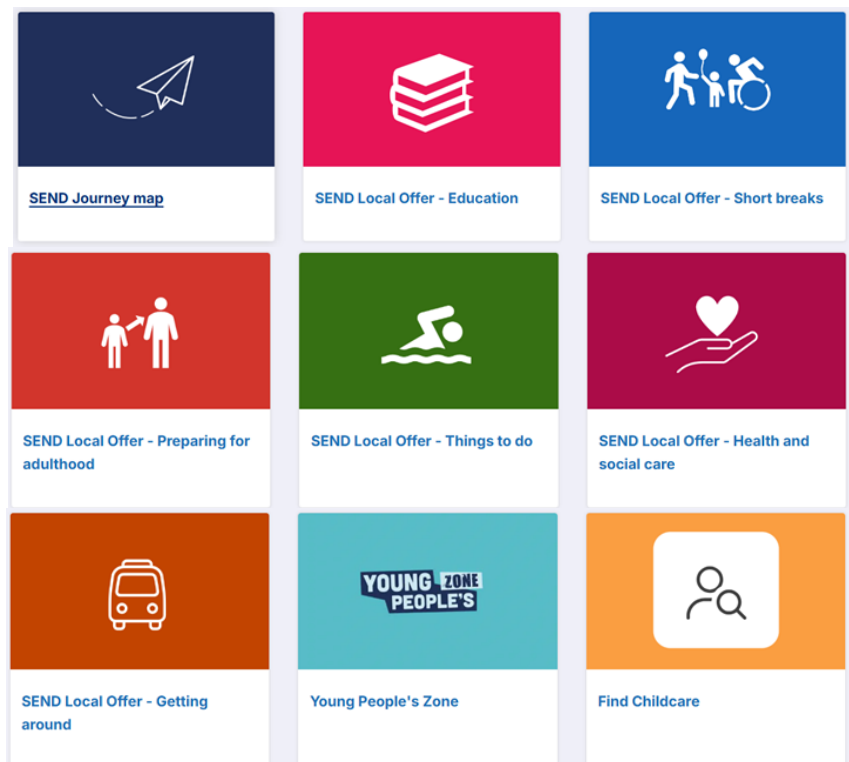 SEND Journey map
SEND Local Offer - Education
SEND Local Offer - Short breaks
SEND Local Offer - Preparing for
adulthood
SEND Local Offer - Things to do
SEND Local Offer - Health and
social care
YOUNG ZONE
PEOPLE'S
SEND Local Offer - Getting
around
Young People's Zone
Find Childcare